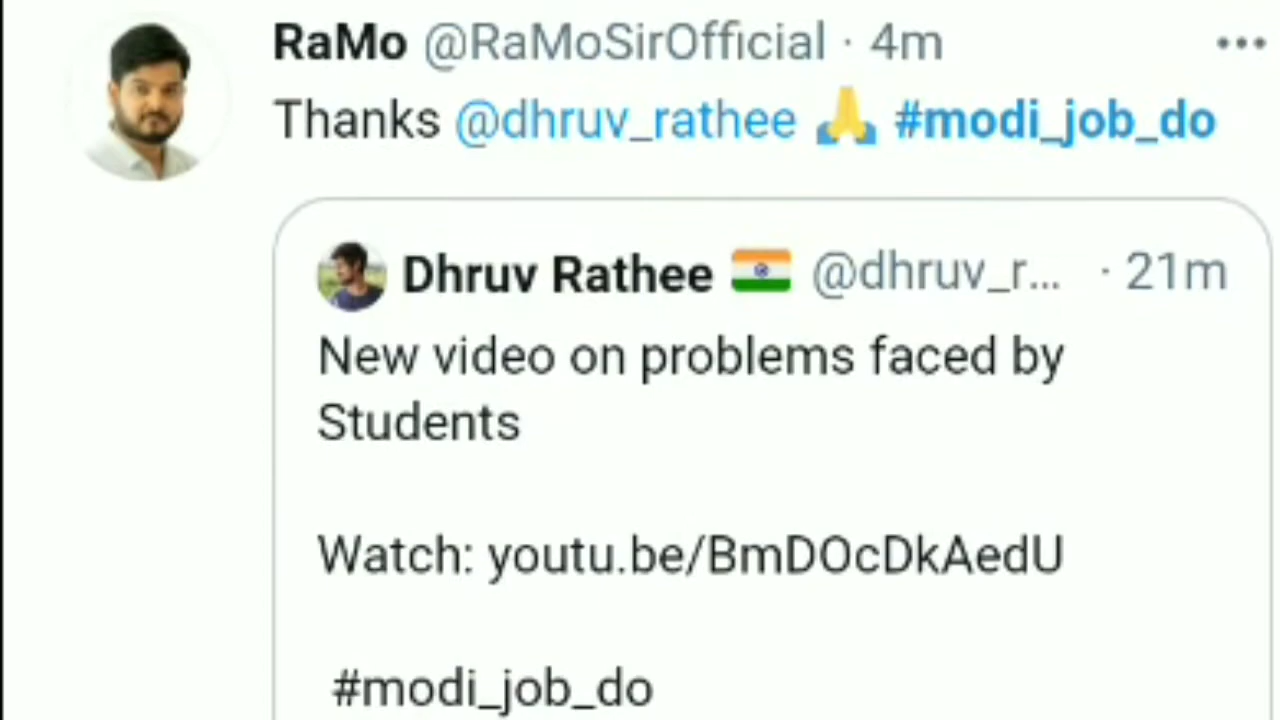 RaMo @RaMoSirOfficial · 4m
Thanks @dhruv_rathee 🙏 #modi_job_do
Dhruv Rathee 🇮🇳 @dhruv_r... · 21m
New video on problems faced by
Students
Watch: youtu.be/BmDOcDkAedU
#modi_job_do